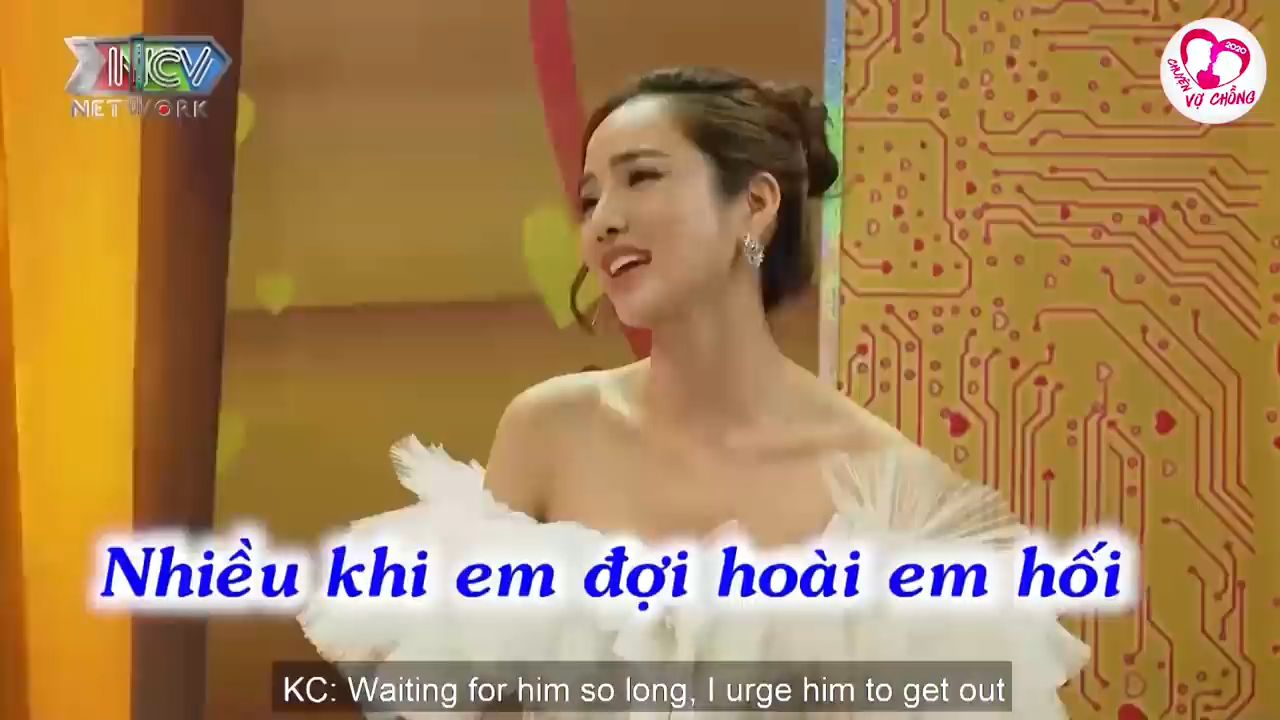 MCV
NETWORK
2020
CHUYỆN
VỢ CHỒNG
Nhiều khi em đợi hoài em hối
KC: Waiting for him so long, I urge him to get out